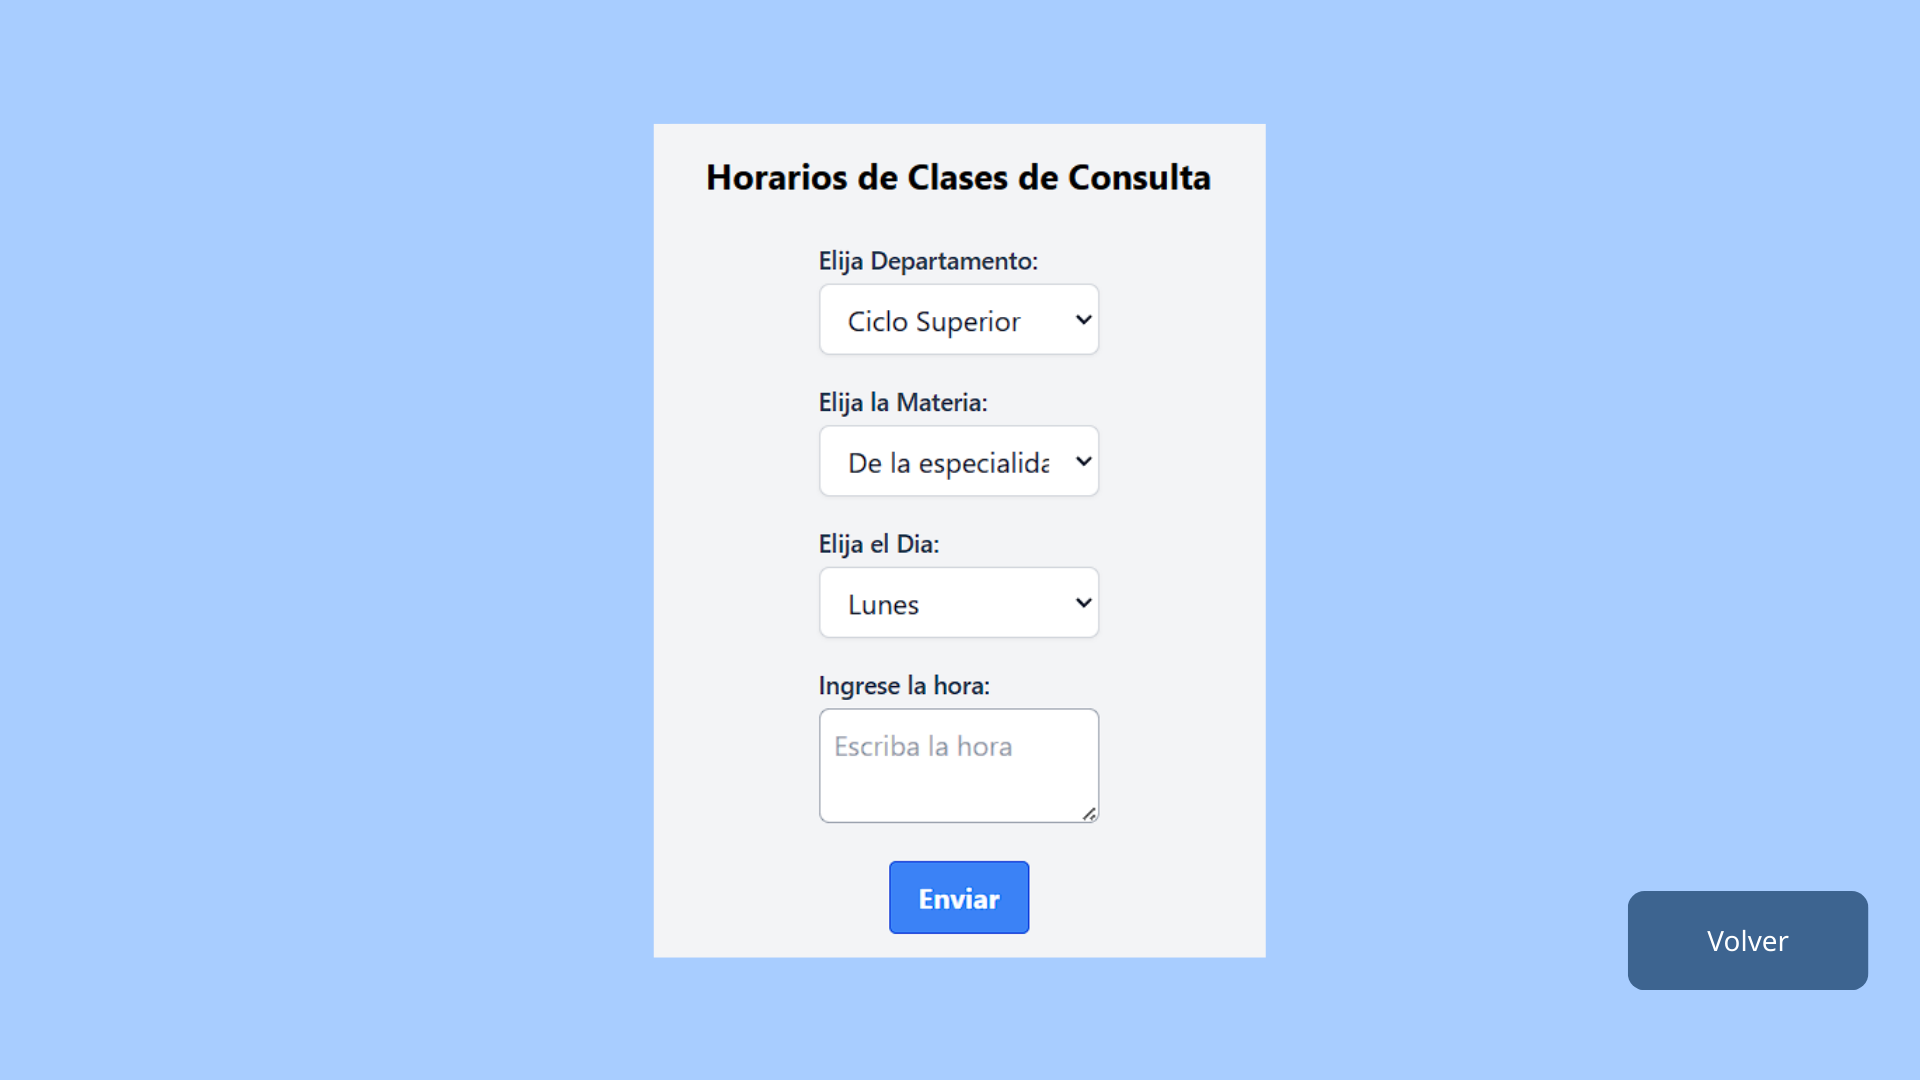 Horarios de Clases de Consulta
Elija Departamento:
Ciclo Superior
Elija la Materia:
De la especialida
Elija el Dia:
Lunes
Ingrese la hora:
Escriba la hora
Enviar
Volver